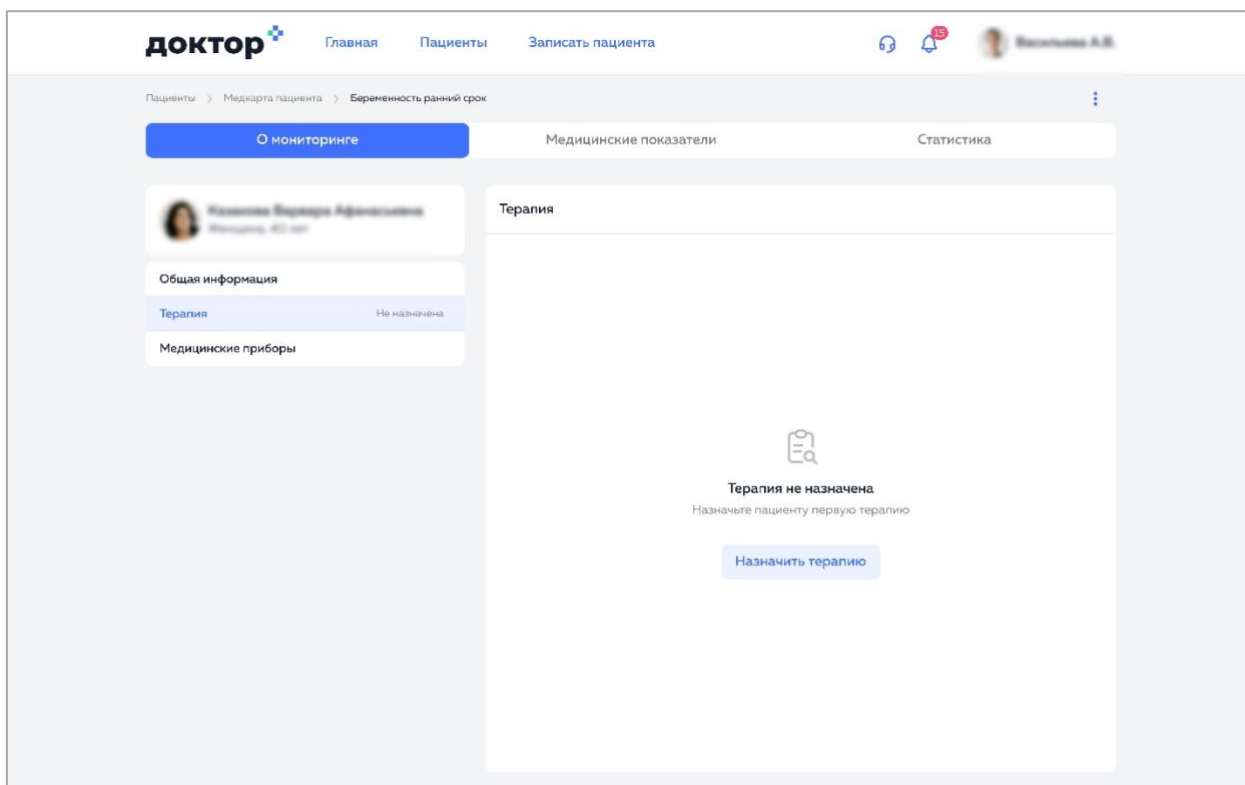 доктор Главная Пациенты Записать пациента 15
Пациенты > Медкарта пациента > Беременность ранний срок
О мониторинге Медицинские показатели Статистика
Терапия
Общая информация
Терапия Не назначена
Медицинские приборы
Терапия не назначена
Назначьте пациенту первую терапию
Назначить терапию